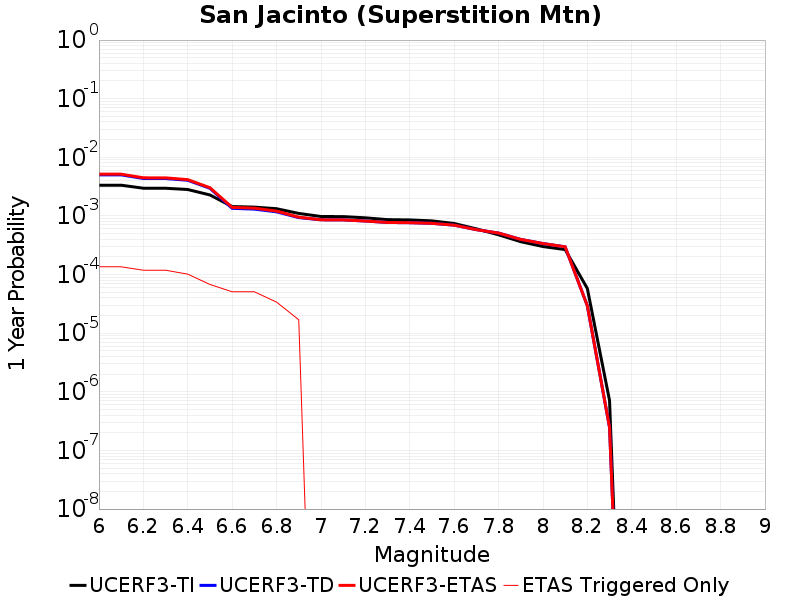 San Jacinto (Superstition Mtn)
10^0
10^-1
10^-2
10^-3
10^-4
10^-5
10^-6
10^-7
10^-8
1 Year Probability
6 6.2 6.4 6.6 6.8 7 7.2 7.4 7.6 7.8 8 8.2 8.4 8.6 8.8 9
Magnitude
UCERF3-TI UCERF3-TD UCERF3-ETAS ETAS Triggered Only